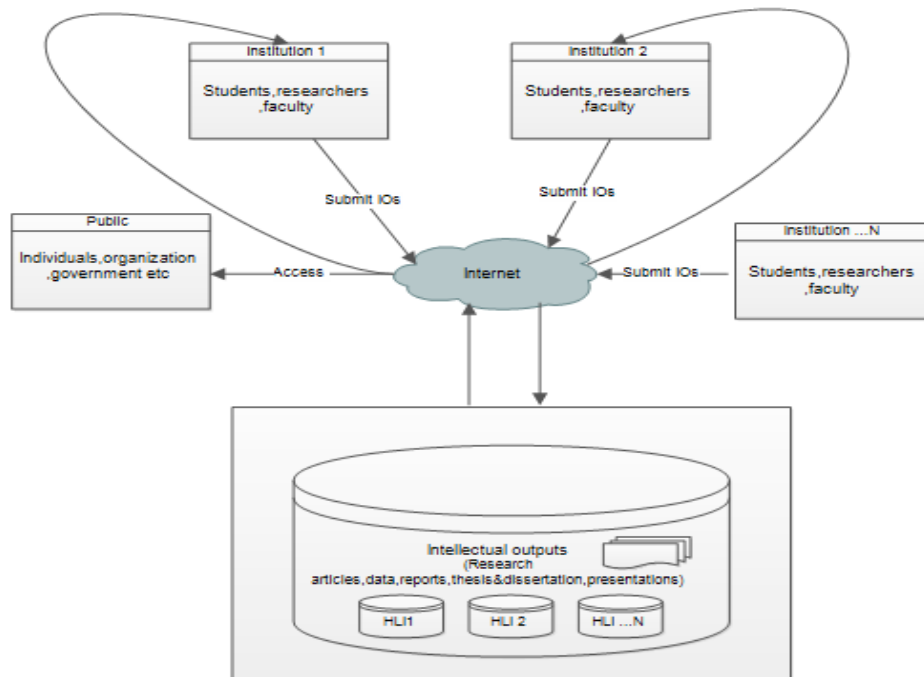 Institution 1
Students,researchers
,faculty
Institution 2
Students,researchers
,faculty
Submit IOs
Submit IOs
Public
Individuals,organization
,government etc
Access
Internet
Submit IOs
Institution ...N
Students,researchers
,faculty
Intellectual outputs
(Research
articles,data,reports,thesis&dissertation,presentations)
HLI1
HLI 2
HLI ...N